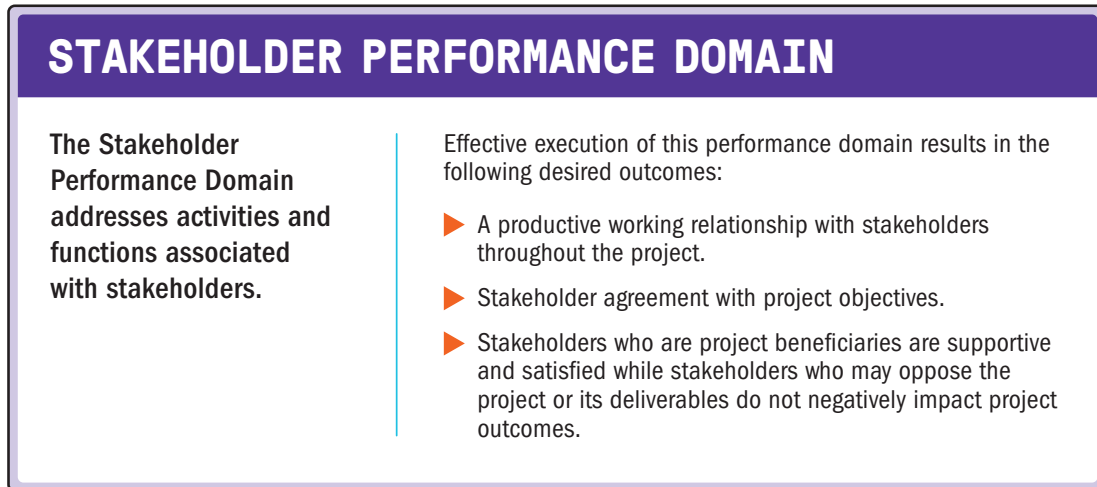 STAKEHOLDER PERFORMANCE DOMAIN
The Stakeholder
Performance Domain
addresses activities and
functions associated
with stakeholders.
Effective execution of this performance domain results in the
following desired outcomes:
A productive working relationship with stakeholders
throughout the project.
Stakeholder agreement with project objectives.
Stakeholders who are project beneficiaries are supportive
and satisfied while stakeholders who may oppose the
project or its deliverables do not negatively impact project
outcomes.